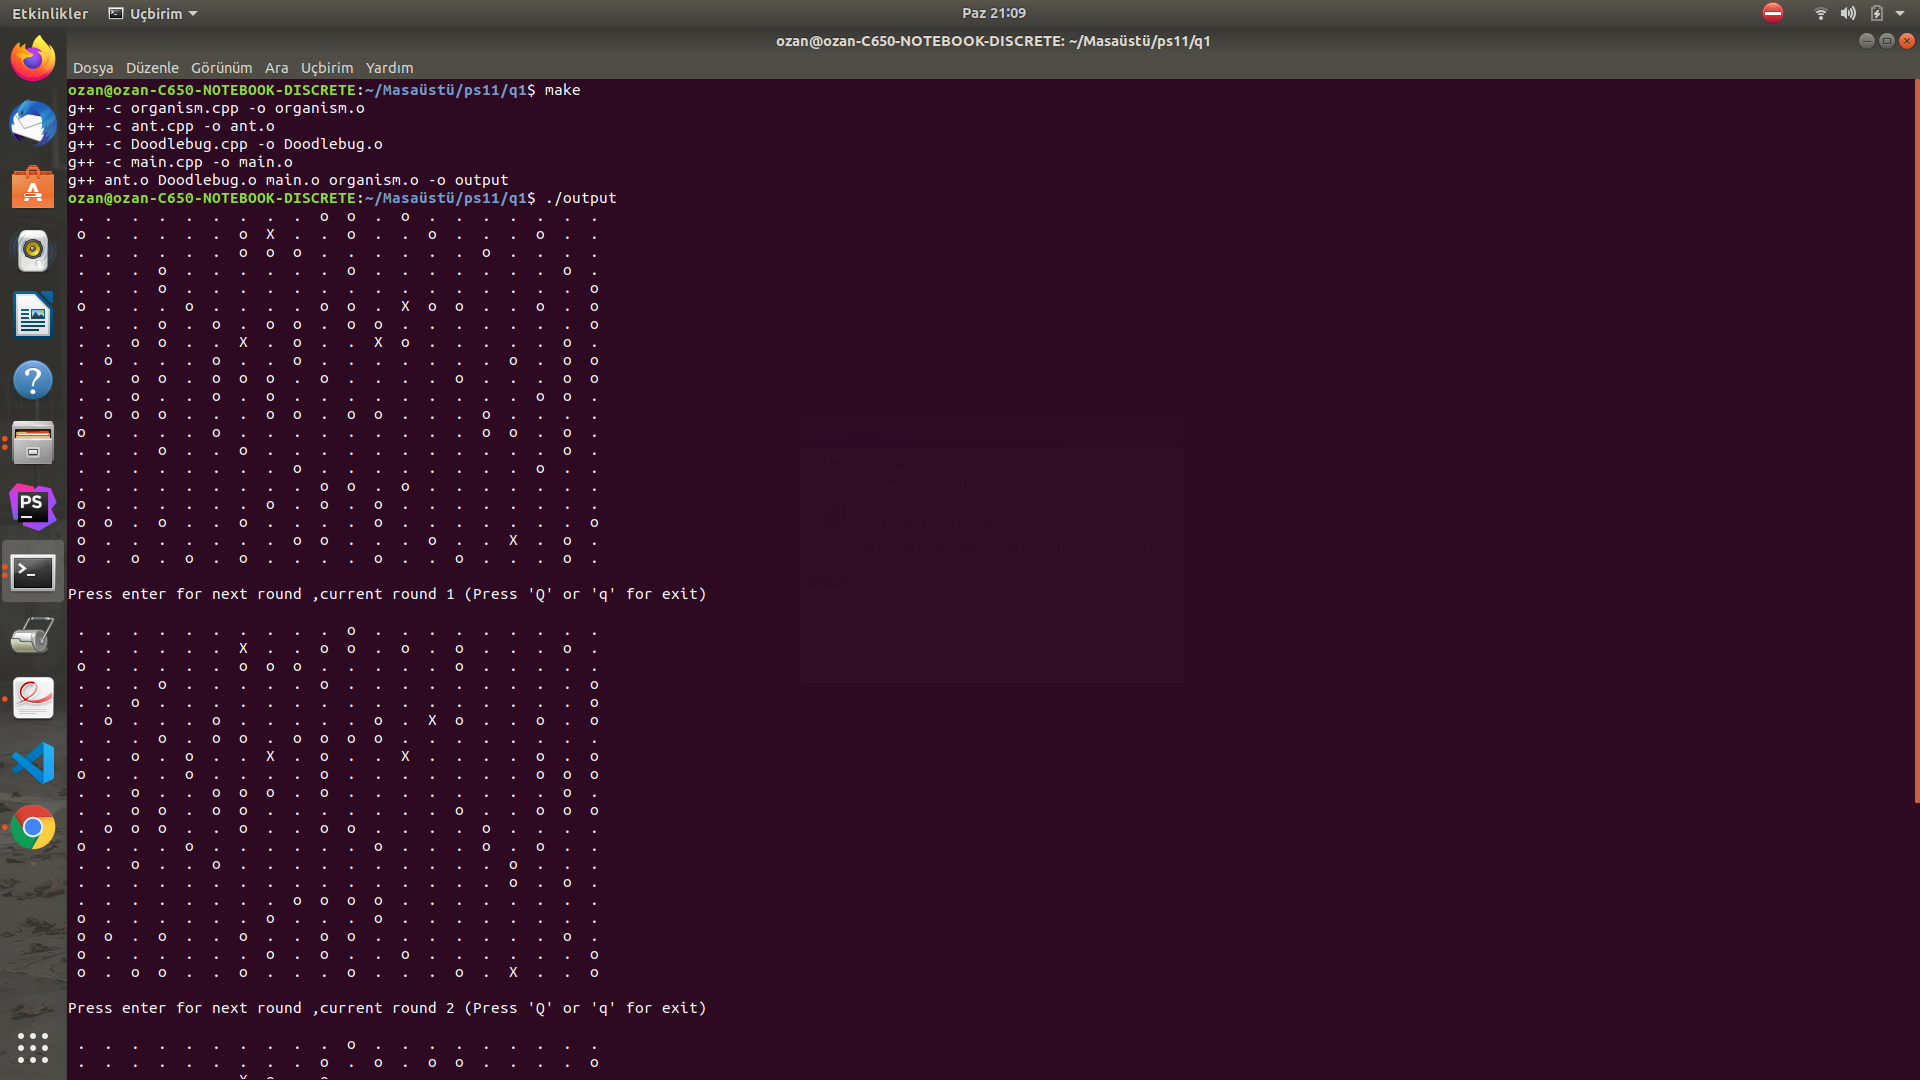 Etkinlikler Uçbirim Paz 21:09
ozan@ozan-C650-NOTEBOOK-DISCRETE: ~/Masaüstü/ps11/q1
Dosya Düzenle Görünüm Ara Uçbirim Yardım
ozan@ozan-C650-NOTEBOOK-DISCRETE:~/Masaüstü/ps11/q1$ make
g++ -c organism.cpp -o organism.o
g++ -c ant.cpp -o ant.o
g++ -c Doodlebug.cpp -o Doodlebug.o
g++ -c main.cpp -o main.o
g++ ant.o Doodlebug.o main.o organism.o -o output
ozan@ozan-C650-NOTEBOOK-DISCRETE:~/Masaüstü/ps11/q1$ ./output
. . . . . . . . . o o . o . . . . . . .
o . . . . . o X . . o . . o . . . o . .
. . . . . . o o o . . . . . . o . . . .
. . . o . . . . . . o . . . . . . . o .
. . . o . . . . . . . . . . . . . . . o
o . . . o . . . . o o . X o o . . o . o
. . . o . o . o o . o o . . . . . . . o
. . o o . . X . o . . X o . . . . . o .
. o . . . o . . o . . . . . . . o . o o
. . o o . o o o . o . . . . o . . . o o
. . o . . o . o . . . . . . . . . o o .
. o o o . . . o o . o o . . . o . . . .
o . . . . o . . . . . . . . . o o . o .
. . . o . . o . . . . . . . . . . . o .
. . . . . . . . o . . . . . . . . o . .
. . . . . . . . . o o . o . . . . . . .
o . . . . . . o . o . o . . . . . . . .
o o . o . . o . . . . o . . . . . . . o
o . . . . . . . o o . . . o . . X . o .
o . o . o . o . . . . o . . o . . . o .
Press enter for next round ,current round 1 (Press 'Q' or 'q' for exit)
. . . . . . . . . . o . . . . . . . . .
. . . . . . X . . o o . o . o . . . o .
o . . . . . o o o . . . . . o . . . . .
. . . o . . . . . o . . . . . . . . . o
. . o . . . . . . . . . . . . . . . . o
. o . . . o . . . . . o . X o . . o . o
. . . o . o o . o o o o . . . . . . . .
. . o . o . . X . o . . X . . . . o . o
o . . . o . . . . o . . . . . . . o o o
. . o . . o o o . o . . . . . . . . o .
. . o o . o o . . . . . . . o . . o o o
. o o o . . o . . o o . . . . o . . . .
o . . . o . . . . . . o . . . o . o . .
. . o . . o . . . . . . . . . . o . . .
. . . . . . . . . . . . . . . . o . o .
. . . . . . . . o o o o . . . . . . . .
o . . . . . . o . . . o . . . . . . . .
o o . o . . o . . o o . . . . . . . o .
o . . . . . . o . o . . o . . . . . . o
o . o o . . o . . . o . . . o . X . . o
Press enter for next round ,current round 2 (Press 'Q' or 'q' for exit)
. . . . . . . . . . o . . . . . . . . .
. . . . . . . . . o . o . o o . . . . o